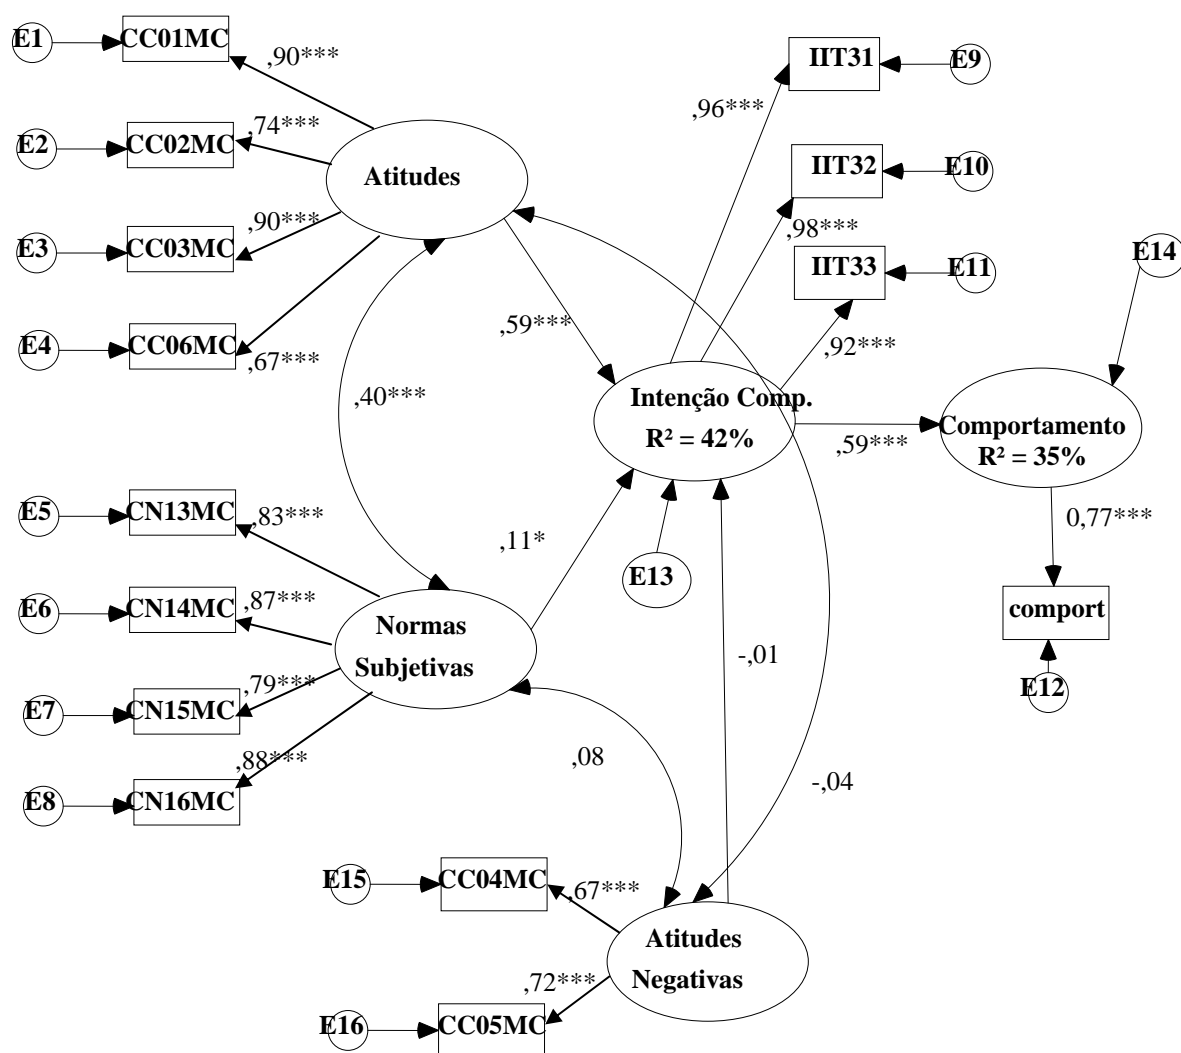 E1
CC01MC
,90***
E2
CC02MC
,74***
E3
CC03MC
,90***
E4
CC06MC
,67***
Atitudes
IIT31
E9
,96***
IIT32
E10
,98***
IIT33
E11
,92***
E14
,59***
,40***
Intenção Comp.
R² = 42%
,59***
Comportamento
R² = 35%
0,77***
comport
E12
E13
E5
CN13MC
,83***
E6
CN14MC
,87***
E7
CN15MC
,79***
E8
CN16MC
,88***
Normas
Subjetivas
,11*
-,01
,08
-,04
E15
CC04MC
,67***
Atitudes
Negativas
E16
CC05MC
,72***